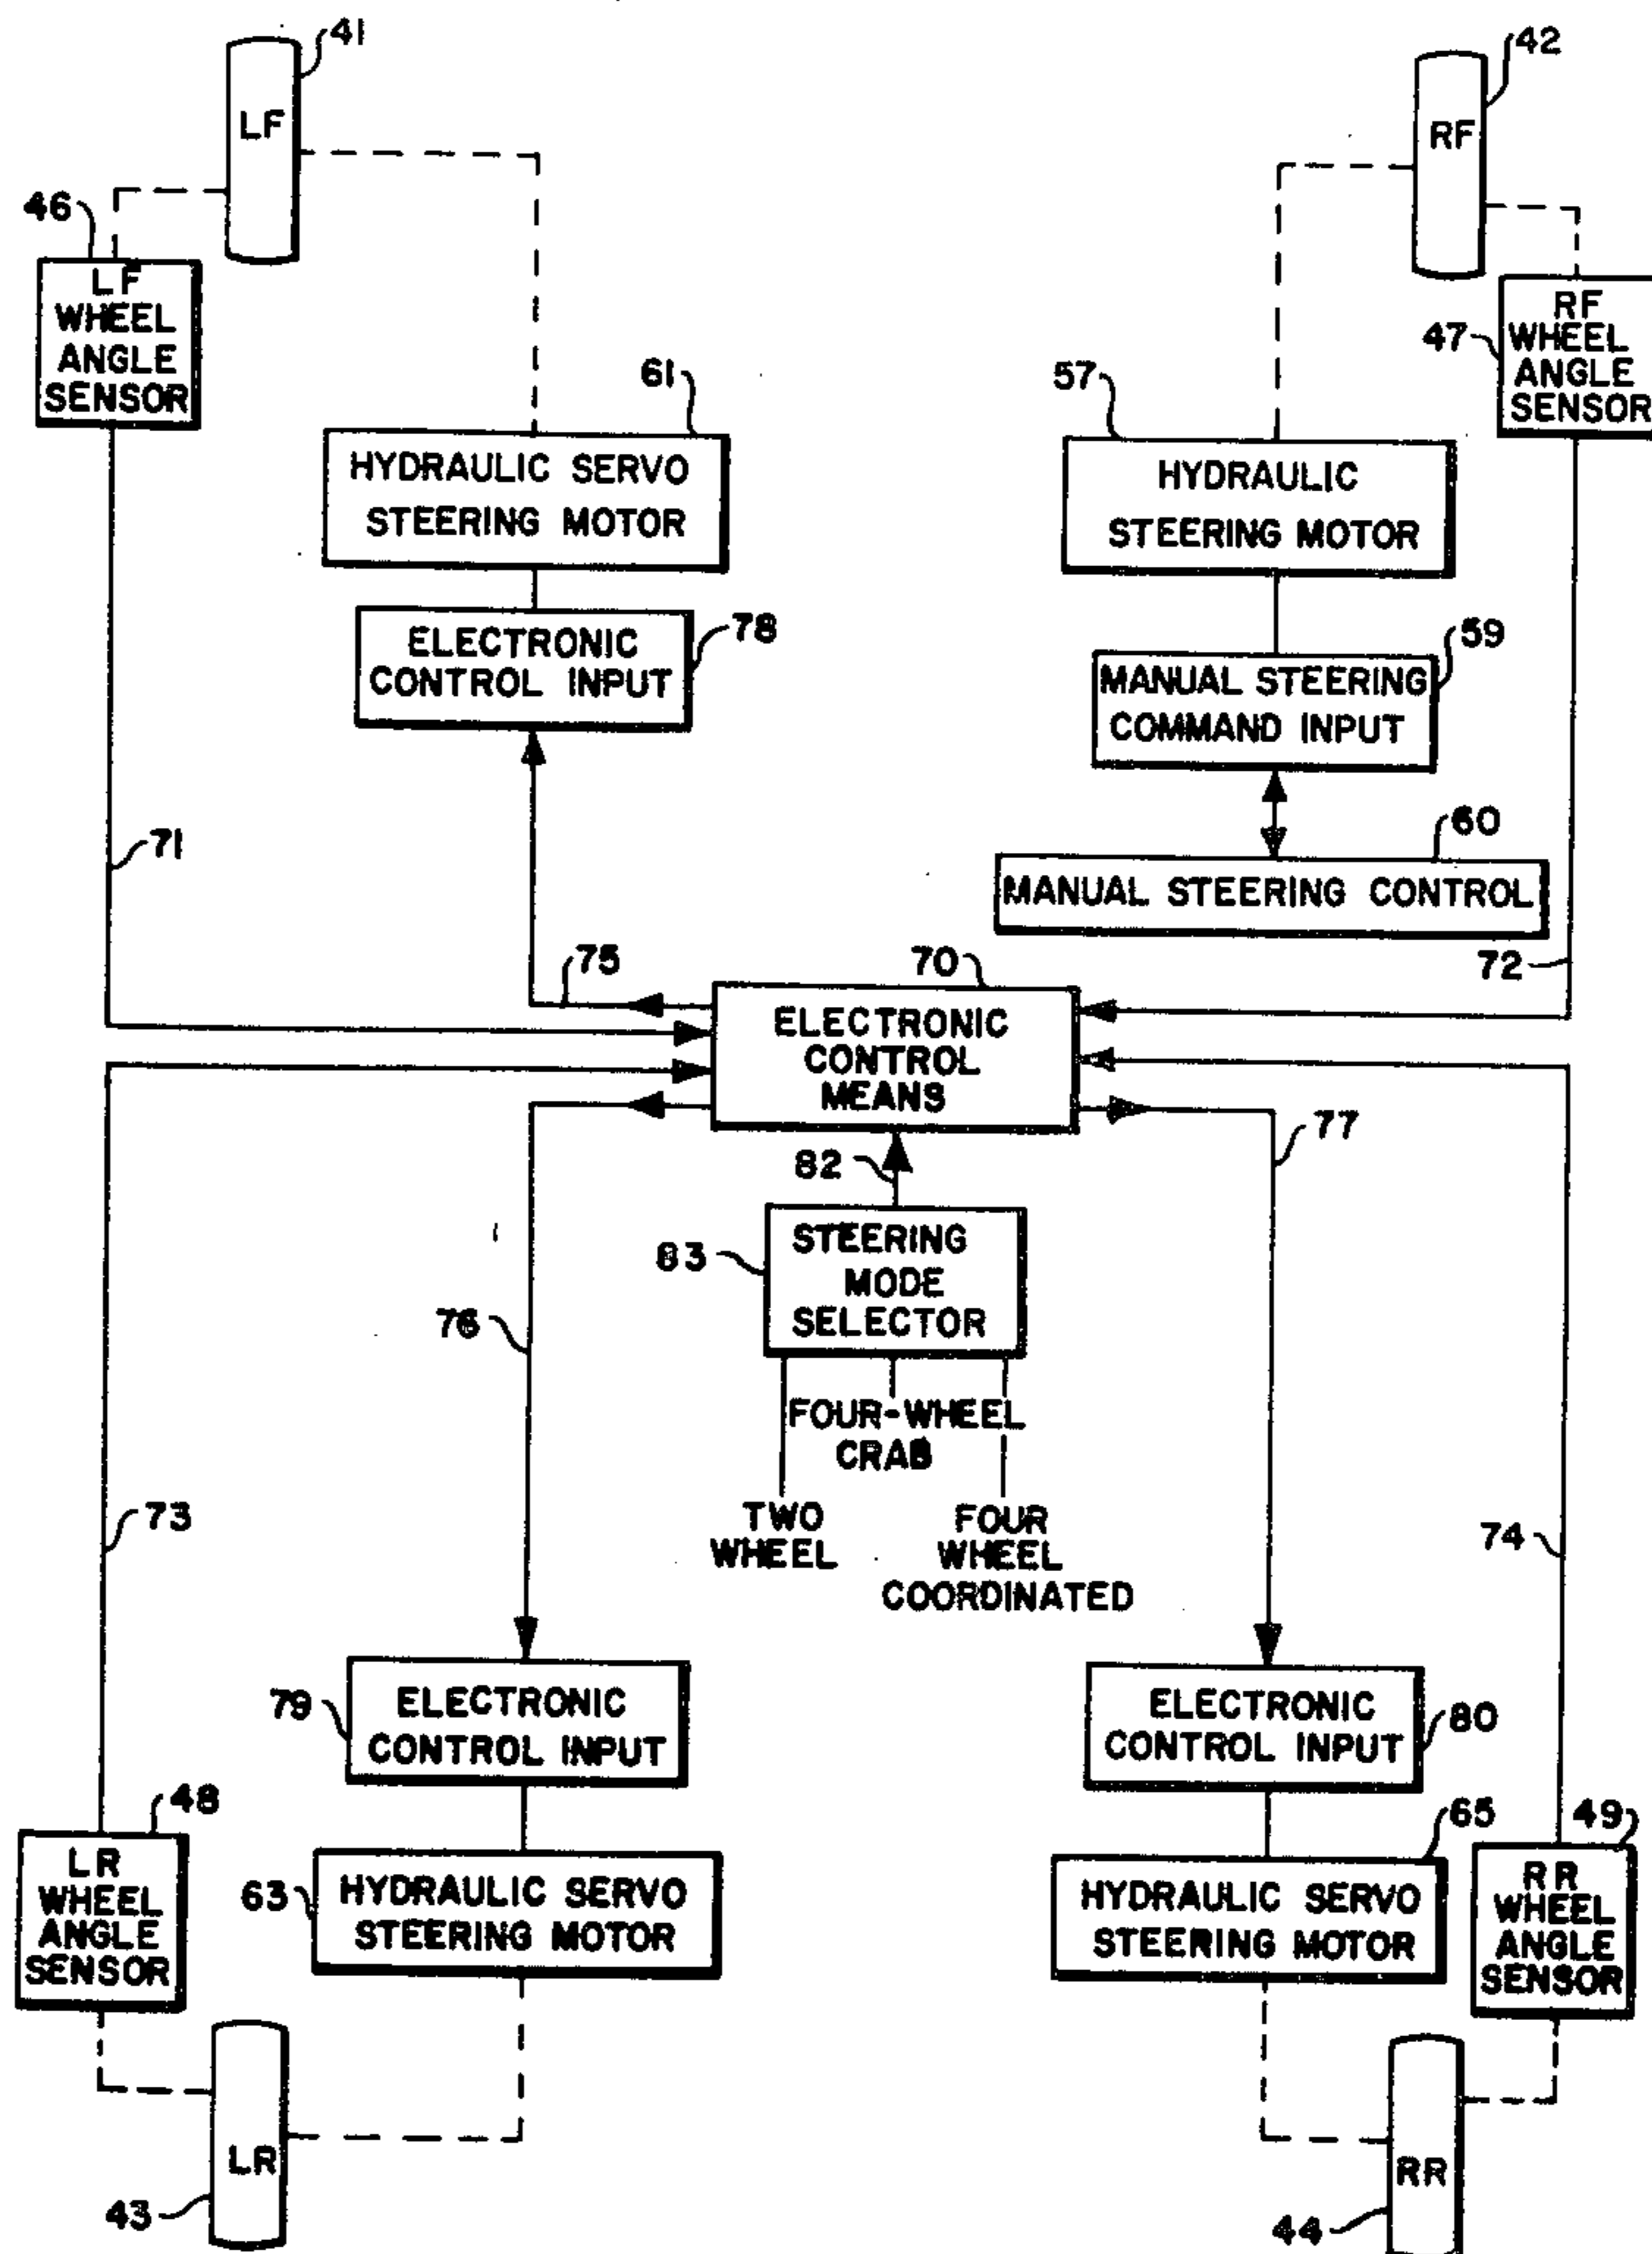 41
42
LF
RF
46
LF
WHEEL
ANGLE
SENSOR
RF
WHEEL
ANGLE
SENSOR
47
61
57
HYDRAULIC SERVO
STEERING MOTOR
HYDRAULIC
STEERING MOTOR
78
59
ELECTRONIC
CONTROL INPUT
MANUAL STEERING
COMMAND INPUT
71
60
MANUAL STEERING CONTROL
75
70
72
ELECTRONIC
CONTROL
MEANS
77
82
83
STEERING
MODE
SELECTOR
76
FOUR-WHEEL
CRAB
TWO
WHEEL
FOUR
WHEEL
COORDINATED
73
74
79
ELECTRONIC
CONTROL INPUT
ELECTRONIC
CONTROL INPUT
80
48
65
49
LR
WHEEL
ANGLE
SENSOR
63
HYDRAULIC SERVO
STEERING MOTOR
HYDRAULIC SERVO
STEERING MOTOR
RR
WHEEL
ANGLE
SENSOR
LR
RR
43
44